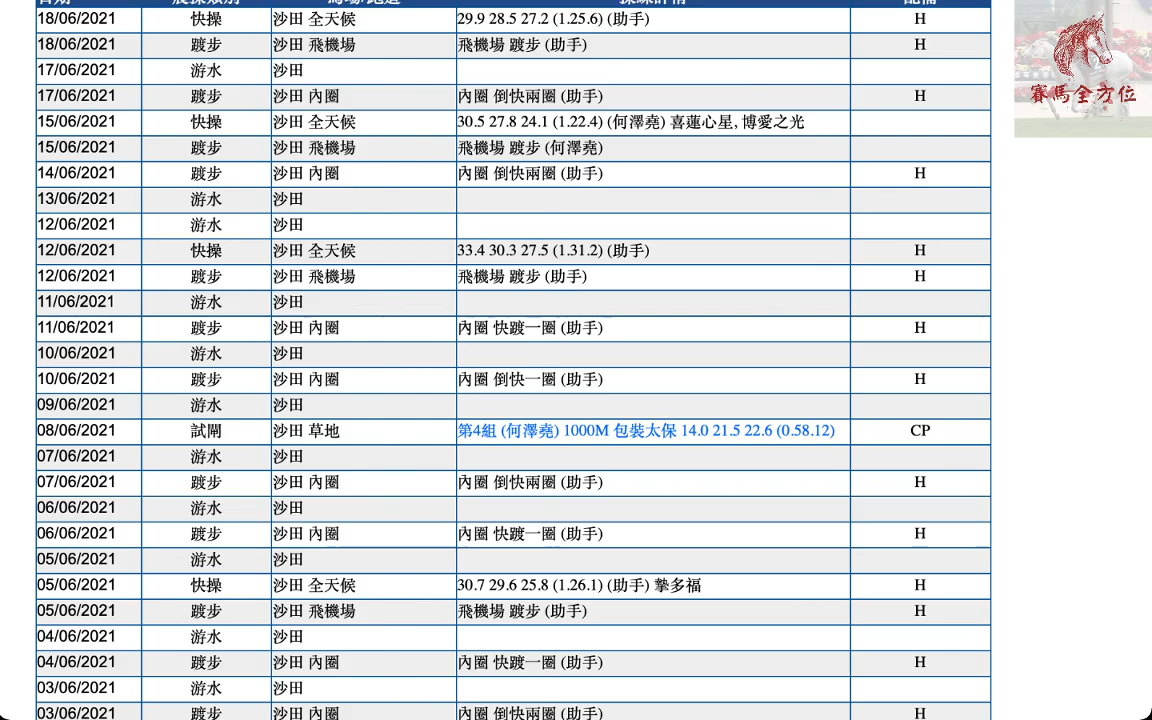 日期 晨操類別 馬場/跑道 操練詳情 配備
18/06/2021 快操 沙田 全天候 29.9 28.5 27.2 (1.25.6) (助手) H
18/06/2021 踱步 沙田 飛機場 飛機場 踱步 (助手) H
17/06/2021 游水 沙田
17/06/2021 踱步 沙田 內圈 內圈 倒快兩圈 (助手) H
15/06/2021 快操 沙田 全天候 30.5 27.8 24.1 (1.22.4) (何澤堯) 喜蓮心星, 博愛之光
15/06/2021 踱步 沙田 飛機場 飛機場 踱步 (何澤堯)
14/06/2021 踱步 沙田 內圈 內圈 倒快兩圈 (助手) H
13/06/2021 游水 沙田
12/06/2021 游水 沙田
12/06/2021 快操 沙田 全天候 33.4 30.3 27.5 (1.31.2) (助手) H
12/06/2021 踱步 沙田 飛機場 飛機場 踱步 (助手) H
11/06/2021 游水 沙田
11/06/2021 踱步 沙田 內圈 內圈 快踱一圈 (助手) H
10/06/2021 游水 沙田
10/06/2021 踱步 沙田 內圈 內圈 倒快一圈 (助手) H
09/06/2021 游水 沙田
08/06/2021 試閘 沙田 草地 第4組 (何澤堯) 1000M 包裝太保 14.0 21.5 22.6 (0.58.12) CP
07/06/2021 游水 沙田
07/06/2021 踱步 沙田 內圈 內圈 倒快兩圈 (助手) H
06/06/2021 游水 沙田
06/06/2021 踱步 沙田 內圈 內圈 快踱一圈 (助手) H
05/06/2021 游水 沙田
05/06/2021 快操 沙田 全天候 30.7 29.6 25.8 (1.26.1) (助手) 摯多福 H
05/06/2021 踱步 沙田 飛機場 飛機場 踱步 (助手) H
04/06/2021 游水 沙田
04/06/2021 踱步 沙田 內圈 內圈 快踱一圈 (助手) H
03/06/2021 游水 沙田
03/06/2021 踱步 沙田 內圈 內圈 倒快兩圈 (助手) H
賽馬全方位